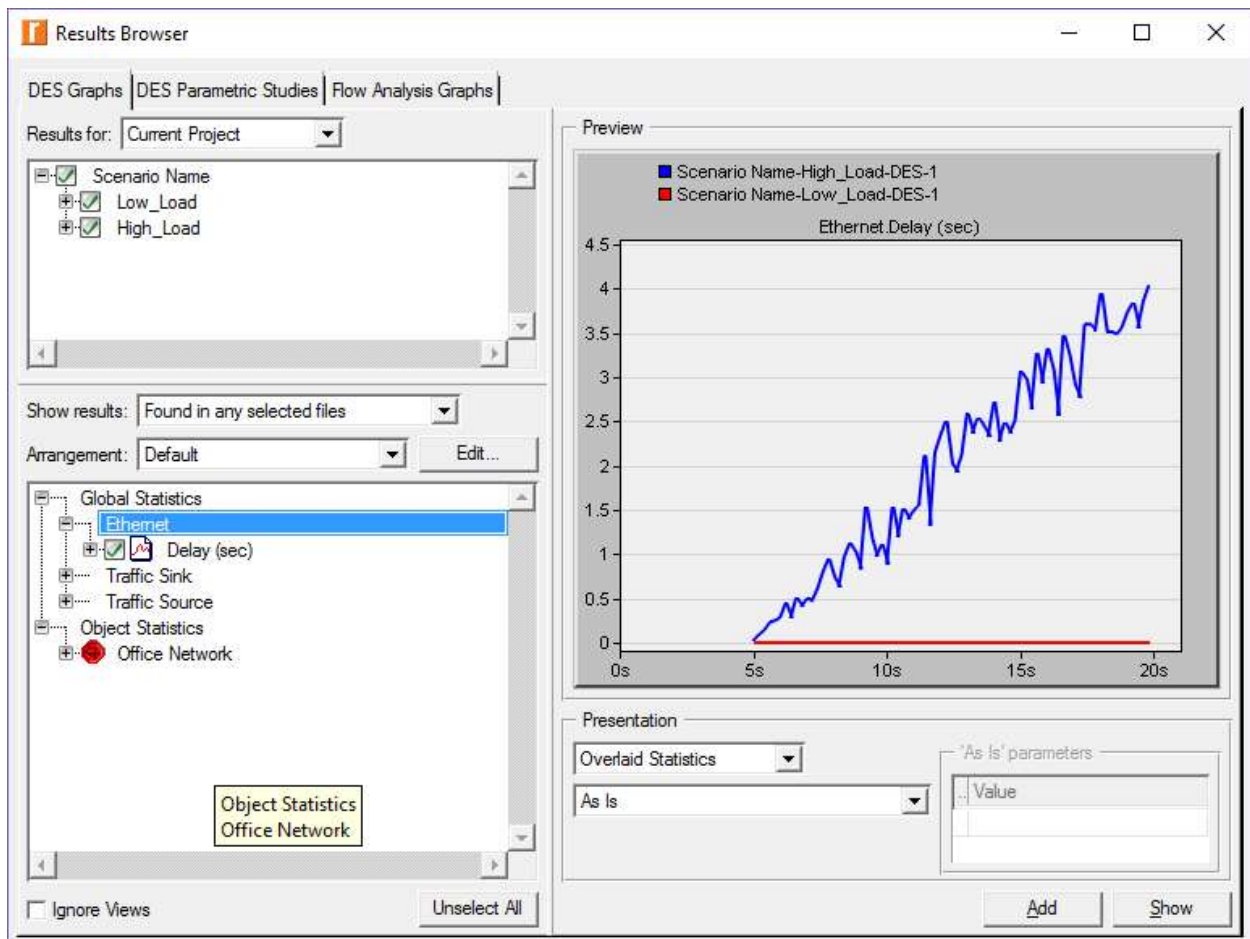 Results Browser
DES Graphs DES Parametric Studies Flow Analysis Graphs
Results for: Current Project
Scenario Name
Low_Load
High_Load
Show results: Found in any selected files
Arrangement: Default Edit...
Global Statistics
Ethernet
Delay (sec)
Traffic Sink
Traffic Source
Object Statistics
Office Network
Object Statistics
Office Network
Ignore Views Unselect All
Preview
Scenario Name-High_Load-DES-1
Scenario Name-Low_Load-DES-1
Ethernet.Delay (sec)
4.5
4
3.5
3
2.5
2
1.5
1
0.5
0
0s 5s 10s 15s 20s
Presentation
Overlaid Statistics
As Is
'As Is' parameters
.. Value
Add Show